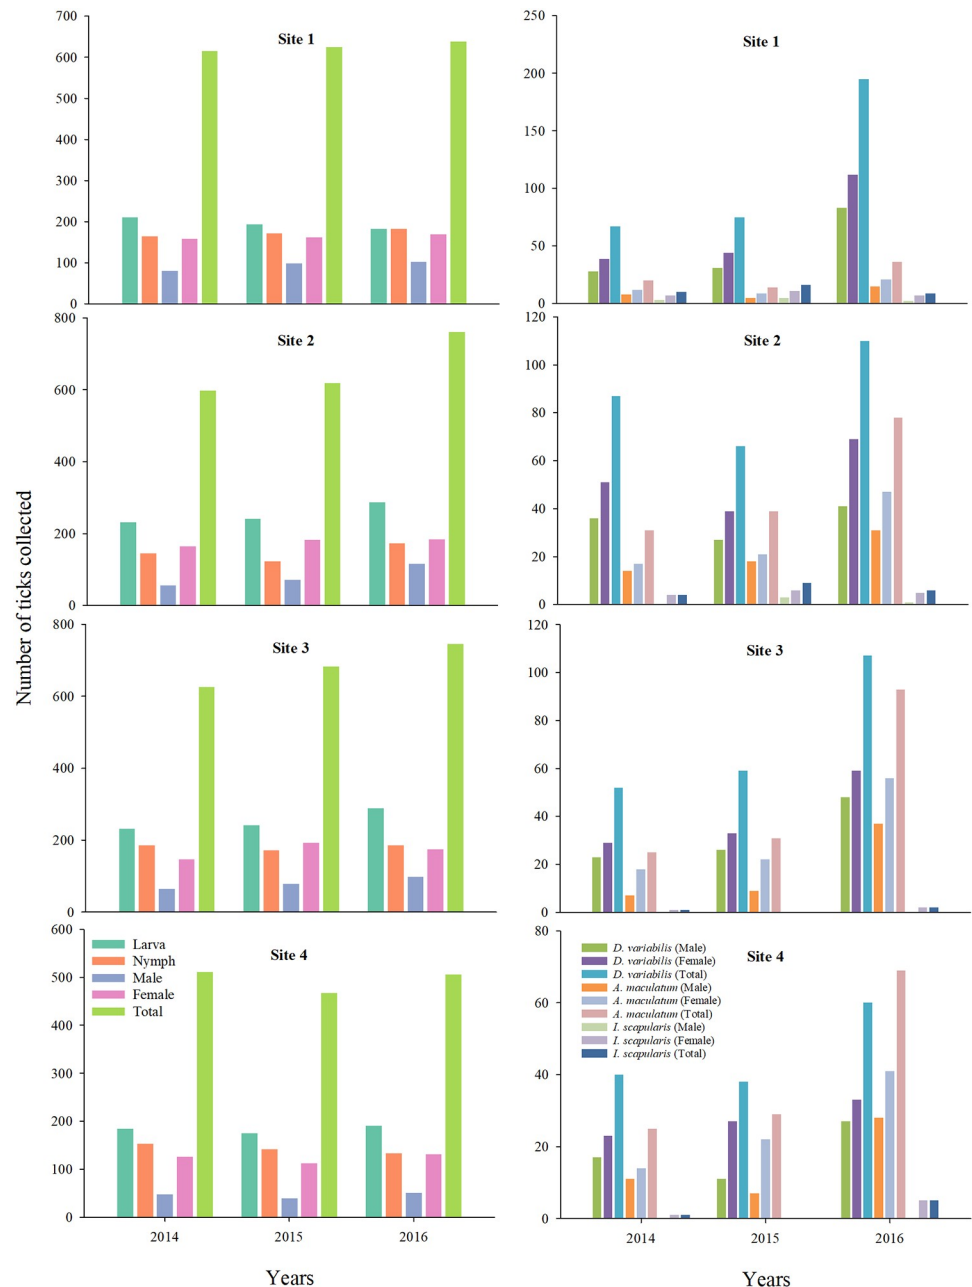 Number of ticks collected
Site 1
700
600
500
400
300
200
100
0
Site 1
250
200
150
100
50
0
Site 2
800
600
400
200
0
Site 2
120
100
80
60
40
20
0
Site 3
800
600
400
200
0
Site 3
120
100
80
60
40
20
0
Site 4
600
500
400
300
200
100
0
Larva
Nymph
Male
Female
Total
2014 2015 2016
Years
Site 4
80
60
40
20
0
D. variabilis (Male)
D. variabilis (Female)
D. variabilis (Total)
A. maculatum (Male)
A. maculatum (Female)
A. maculatum (Total)
I. scapularis (Male)
I. scapularis (Female)
I. scapularis (Total)
2014 2015 2016
Years